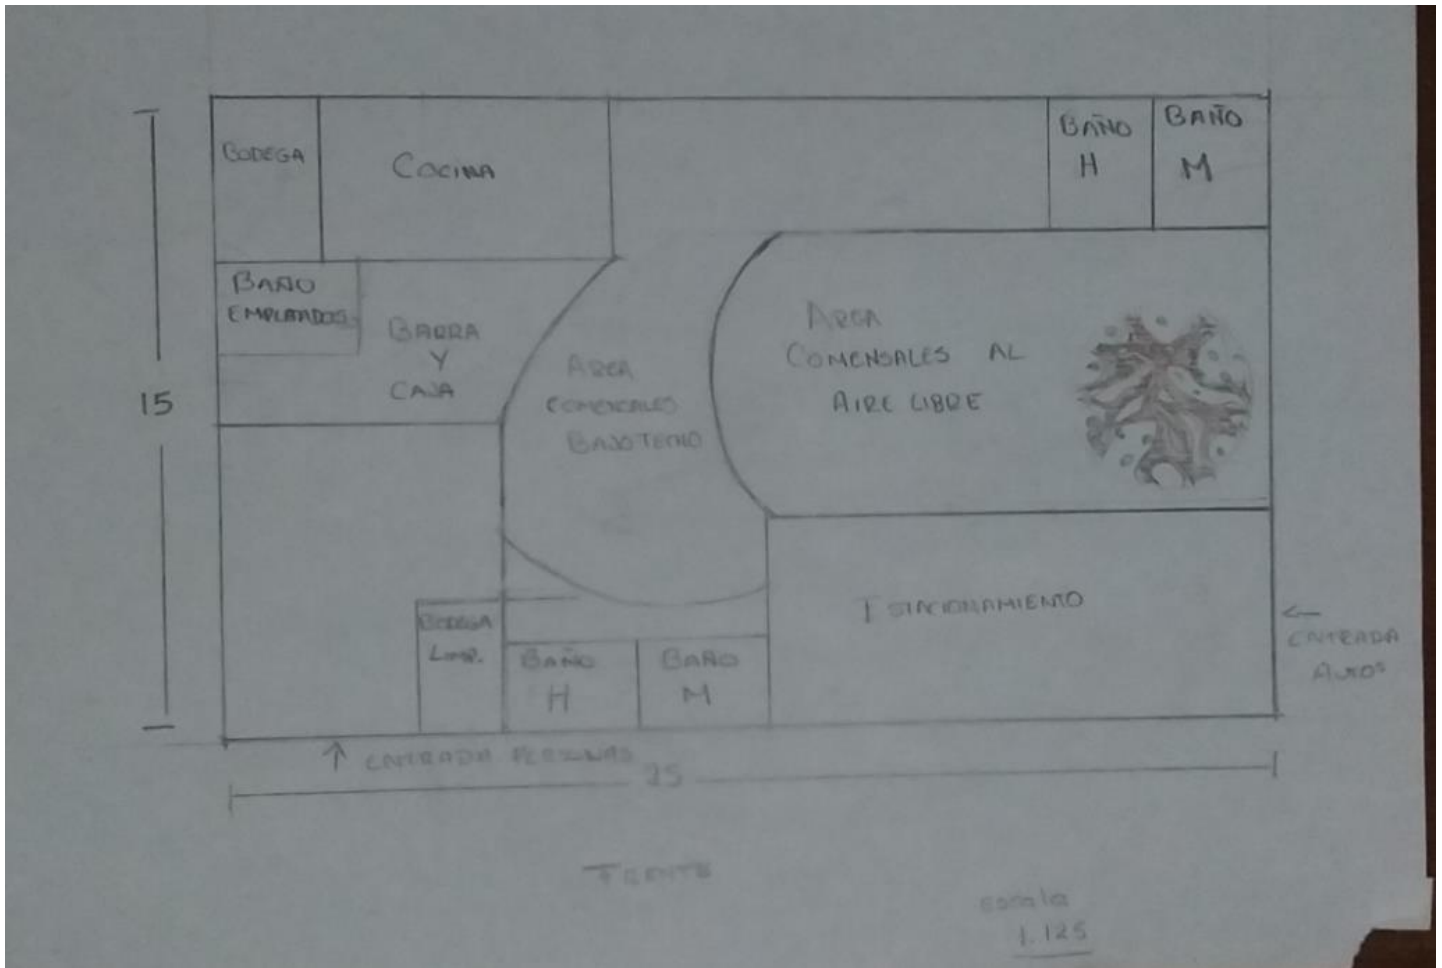 BODEGA
COCINA
BAÑO
H
BAÑO
M
BAÑO
EMPLEADOS
BARRA
Y
CAJA
AREA
COMENSALES
BAJO TECHO
AREA
COMENSALES AL
AIRE LIBRE
15
BODEGA
LIMP.
BAÑO
H
BAÑO
M
ESTACIONAMIENTO
← ENTRADA
AUTOS
↑ ENTRADA PERSONAS
25
FRENTE
escala
1.125